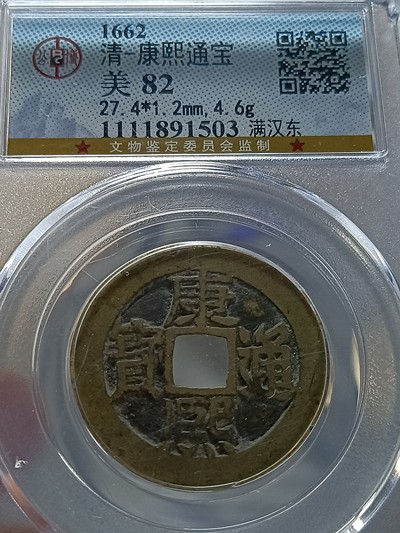 1662
清-康熙通宝
美 82
27.4*1.2mm,4.6g
1111891503 满汉东
★ 文物鉴定委员会监制 ★
康熙通寶